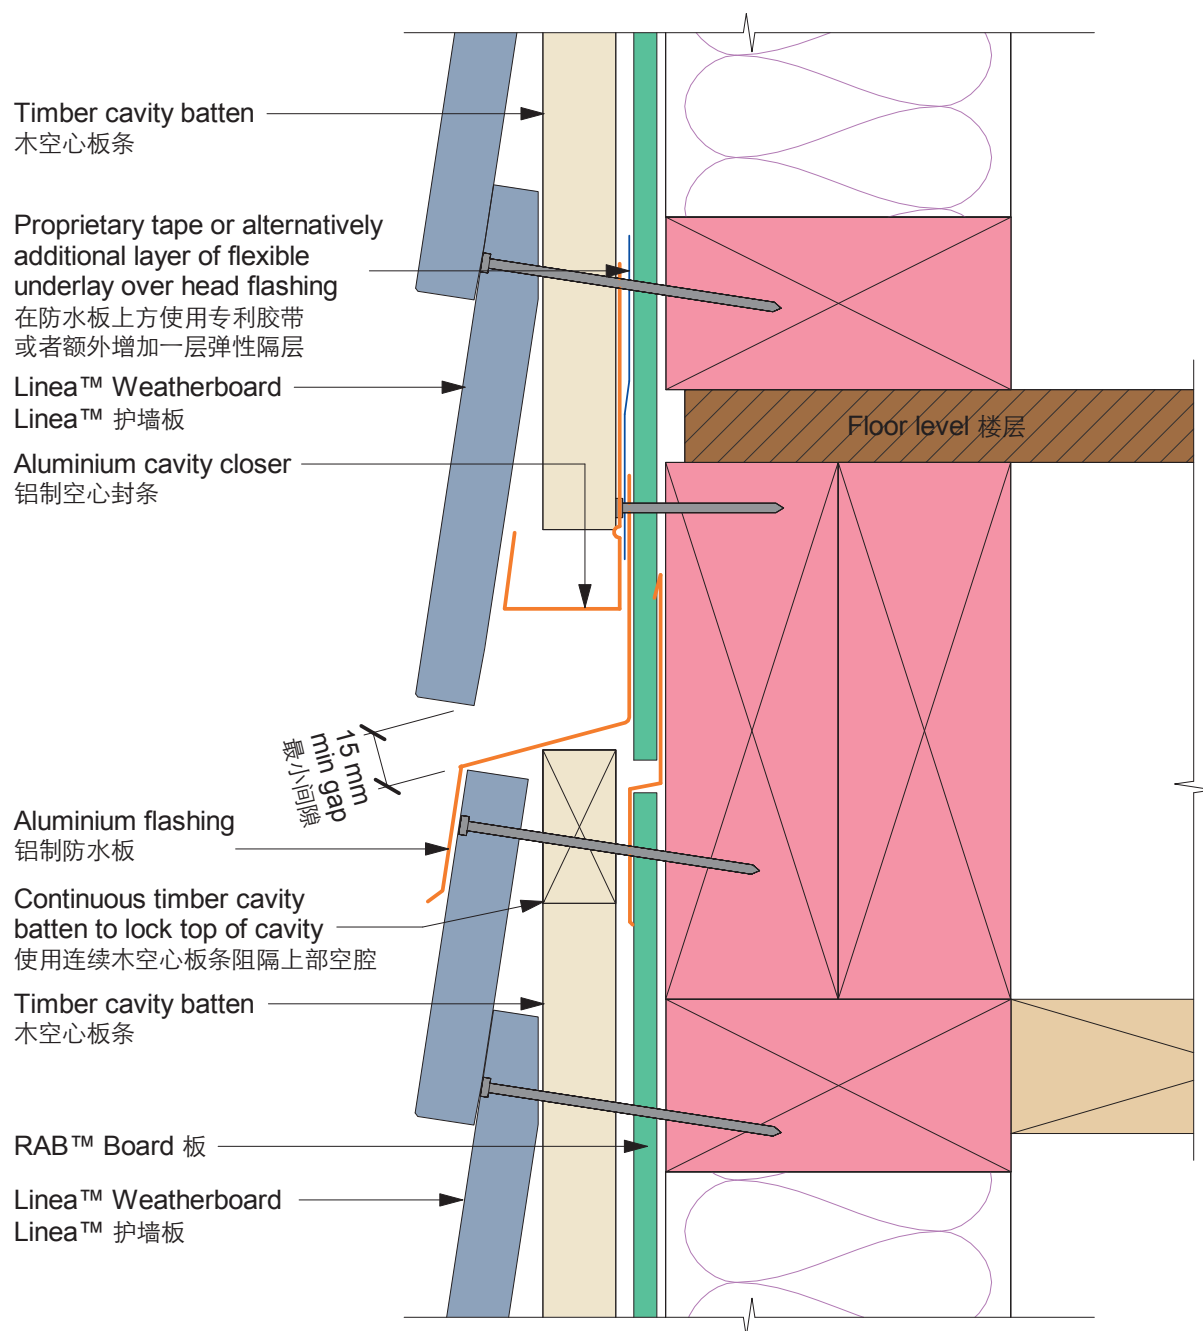 Timber cavity batten
木空心板条
Proprietary tape or alternatively
additional layer of flexible
underlay over head flashing
在防水板上方使用专利胶带
或者额外增加一层弹性隔层
Linea™ Weatherboard
Linea™ 护墙板
Floor level 楼层
Aluminium cavity closer
铝制空心封条
15 mm
min gap
最小间隙
Aluminium flashing
铝制防水板
Continuous timber cavity
batten to lock top of cavity
使用连续木空心板条阻隔上部空腔
Timber cavity batten
木空心板条
RAB™ Board 板
Linea™ Weatherboard
Linea™ 护墙板